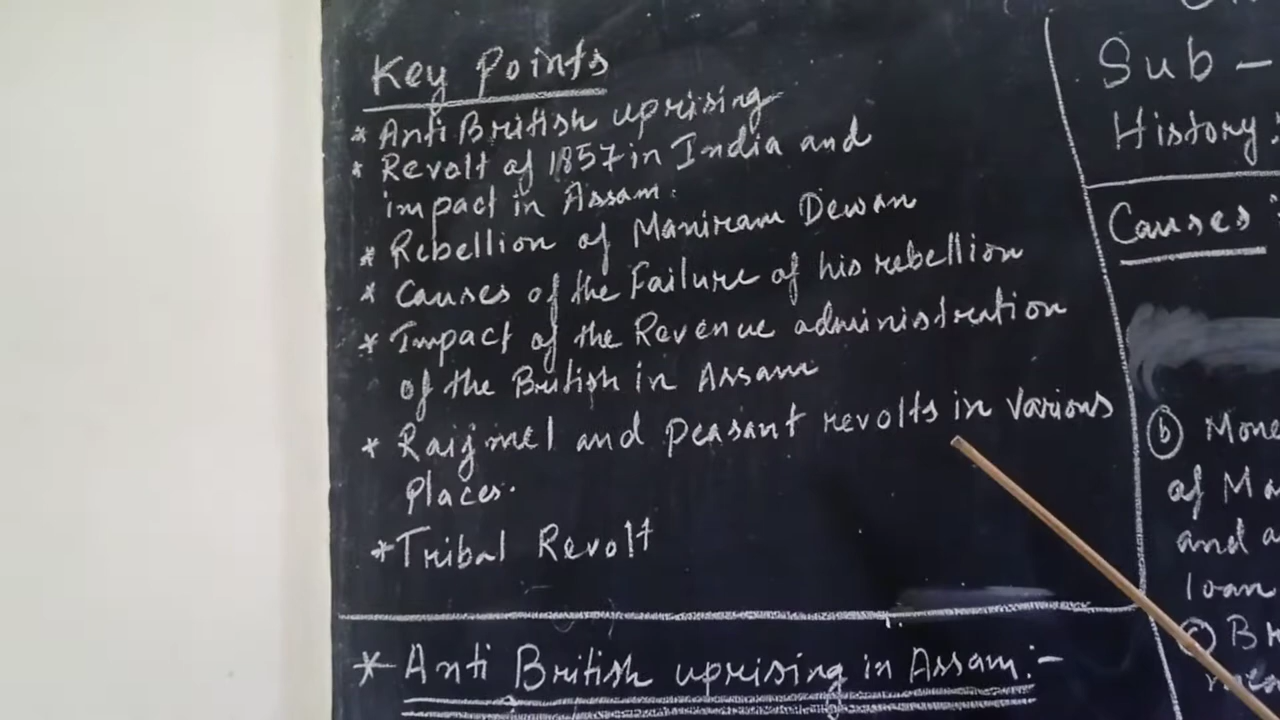 Key Points
* Anti British uprising
* Revolt of 1857 in India and
impact in Assam.
* Rebellion of Maniram Dewan
* Causes of the Failure of his rebellion
* Impact of the Revenue administration
of the British in Assam
* Raijmel and Peasant revolts in various
Places.
* Tribal Revolt
* Anti British uprising in Assam:-
Sub -
History
Causes
(b) Mone
of Ma
and a
loan
(c) Br